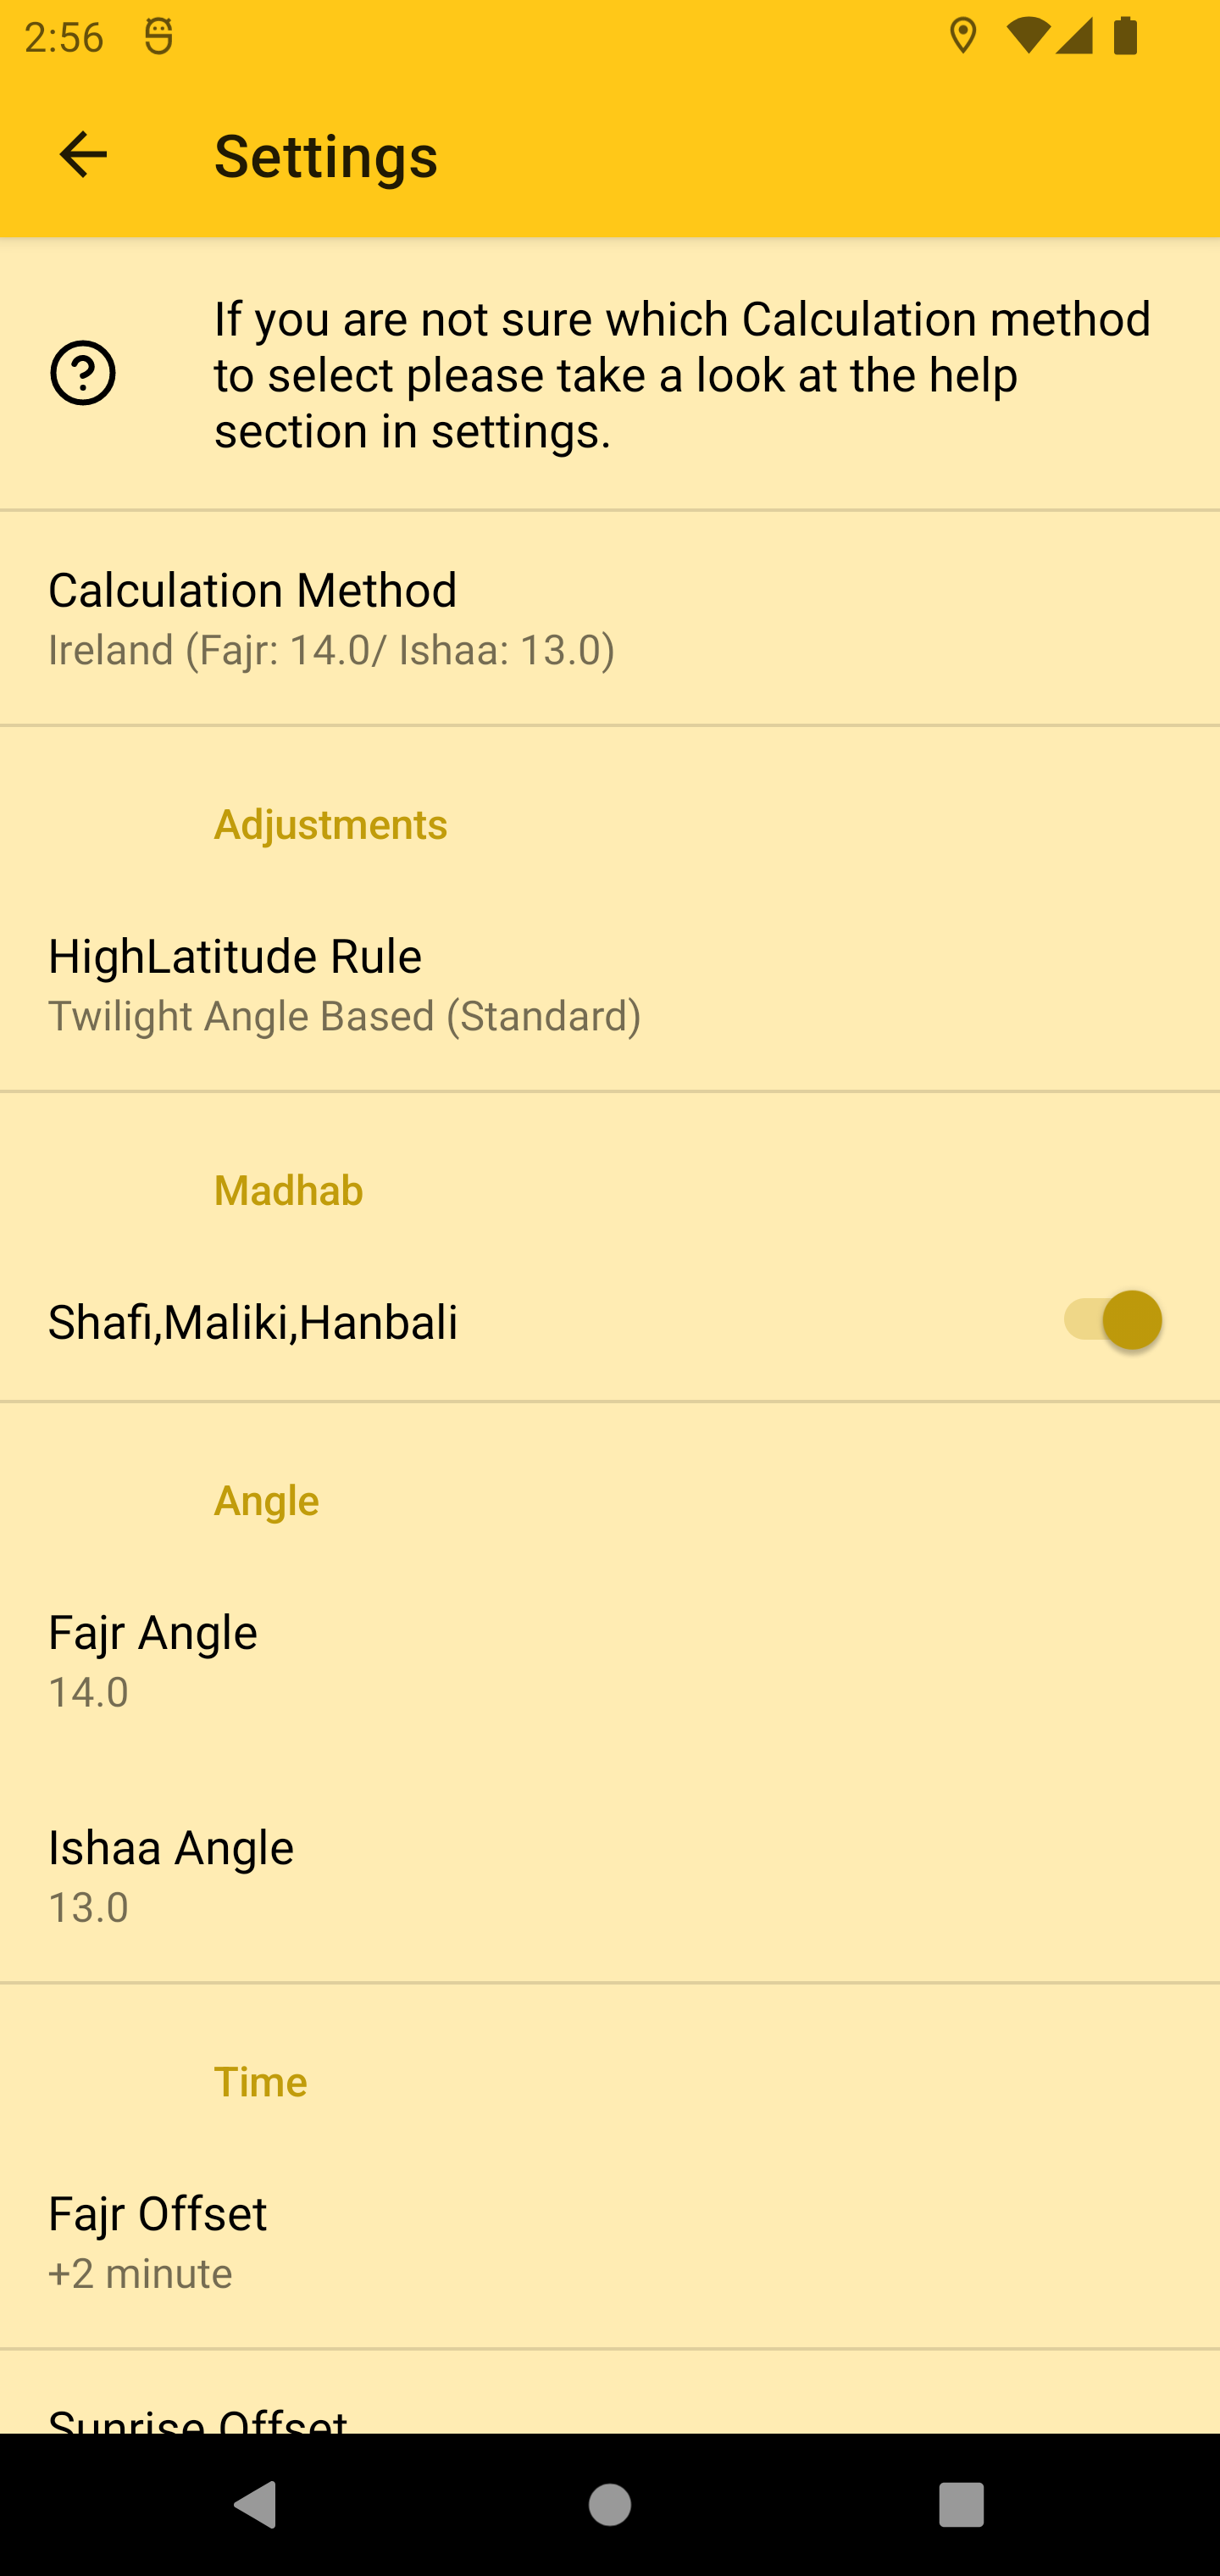 2:56
Settings
If you are not sure which Calculation method
to select please take a look at the help
section in settings.
Calculation Method
Ireland (Fajr: 14.0/ Ishaa: 13.0)
Adjustments
HighLatitude Rule
Twilight Angle Based (Standard)
Madhab
Shafi,Maliki,Hanbali
Angle
Fajr Angle
14.0
Ishaa Angle
13.0
Time
Fajr Offset
+2 minute
Sunrise Offset